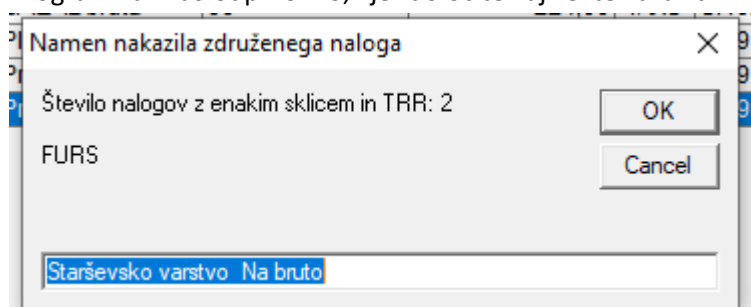 Namen nakazila združenega naloga
Število nalogov z enakim sklicem in TRR: 2
OK
FURS
Cancel
Starševsko varstvo  Na bruto